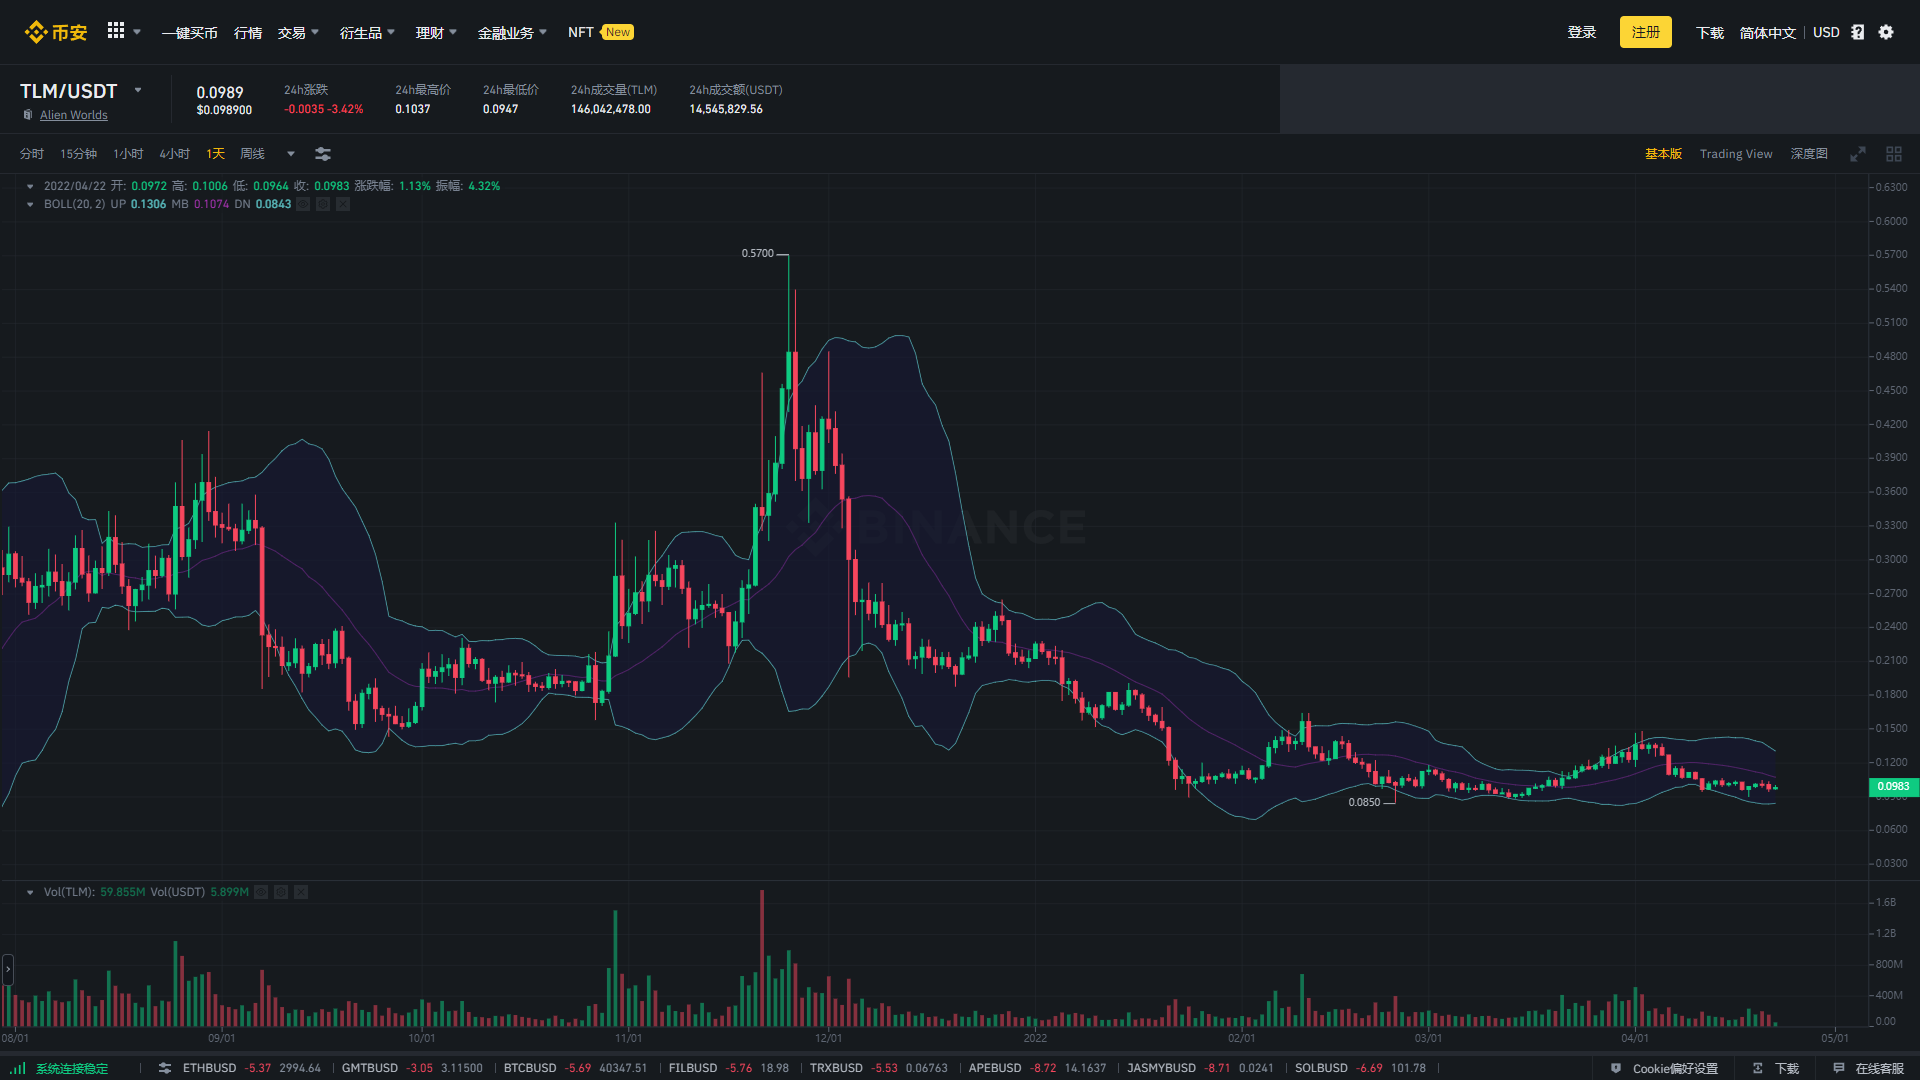 币安 一键买币 行情 交易 衍生品 理财 金融业务 NFT New 登录 注册 下载 简体中文 USD
TLM/USDT
Alien Worlds
0.0989
$0.098900
24h涨跌
-0.0035 -3.42%
24h最高价
0.1037
24h最低价
0.0947
24h成交量(TLM)
146,042,478.00
24h成交额(USDT)
14,545,829.56
分时 15分钟 1小时 4小时 1天 周线 基本版 Trading View 深度图
2022/04/22 开: 0.0972 高: 0.1006 低: 0.0964 收: 0.0983 涨跌幅: 1.13% 振幅: 4.32%
BOLL(20, 2) UP 0.1306 MB 0.1074 DN 0.0843
0.6300
0.6000
0.5700
0.5400
0.5100
0.4800
0.4500
0.4200
0.3900
0.3600
0.3300
0.3000
0.2700
0.2400
0.2100
0.1800
0.1500
0.1200
0.0983
0.0600
0.0300
0.5700
BINANCE
0.0850
Vol(TLM): 59.855M Vol(USDT) 5.899M
1.6B
1.2B
800M
400M
0.00
08/01 09/01 10/01 11/01 12/01 2022 02/01 03/01 04/01 05/01
系统连接稳定 ETHBUSD -5.37 2994.64 GMTBUSD -3.05 3.11500 BTCBUSD -5.69 40347.51 FILBUSD -5.76 18.98 TRXBUSD -5.53 0.06763 APEBUSD -8.72 14.1637 JASMYBUSD -8.71 0.0241 SOLBUSD -6.69 101.78 Cookie偏好设置 下载 在线客服